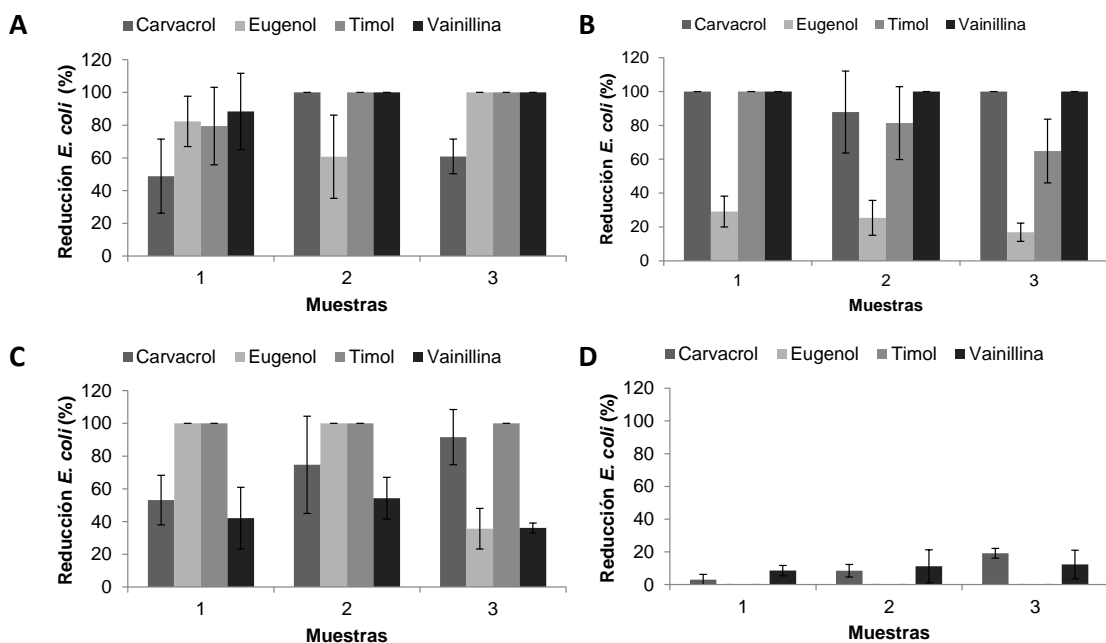 A
Carvacrol Eugenol Timol Vainillina
Reducción E. coli (%)
120
100
80
60
40
20
0
1 2 3
Muestras
B
Carvacrol Eugenol Timol Vainillina
Reducción E. coli (%)
120
100
80
60
40
20
0
1 2 3
Muestras
C
Carvacrol Eugenol Timol Vainillina
Reducción E. coli (%)
120
100
80
60
40
20
0
1 2 3
Muestras
D
Carvacrol Eugenol Timol Vainillina
Reducción E. coli (%)
120
100
80
60
40
20
0
1 2 3
Muestras